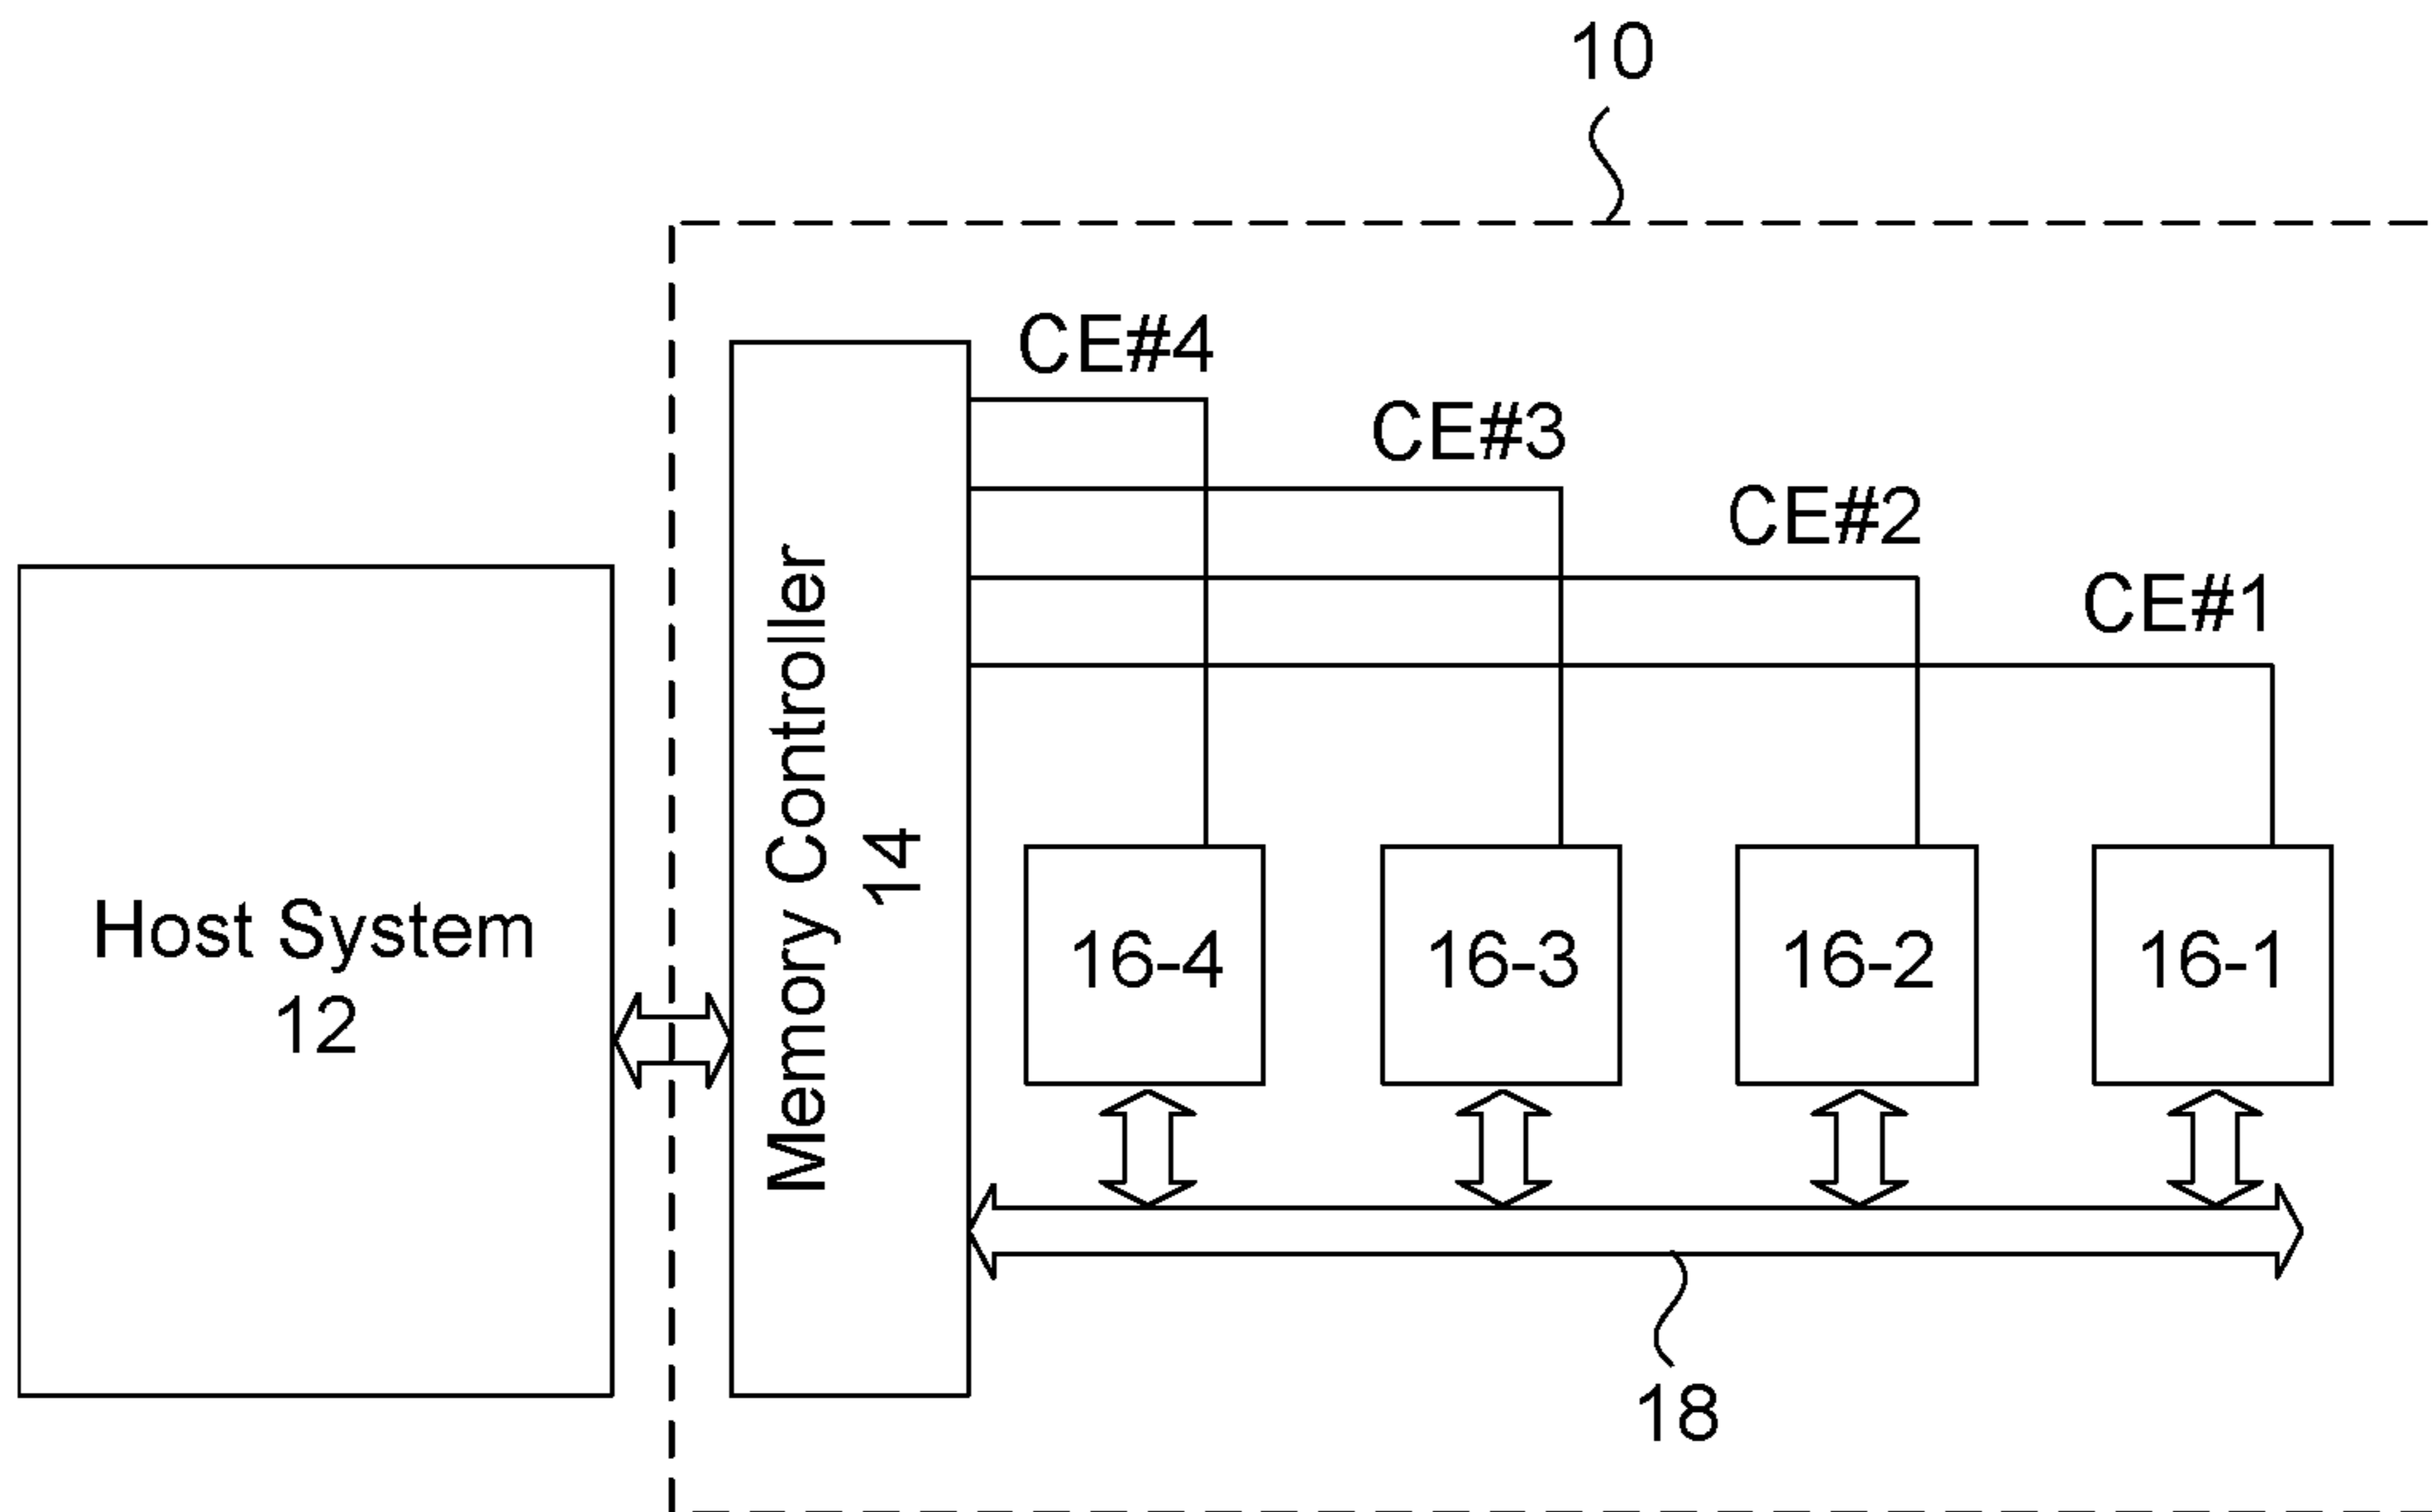 10
CE#4
CE#3
CE#2
CE#1
Host System
12
Memory Controller
14
16-4
16-3
16-2
16-1
18